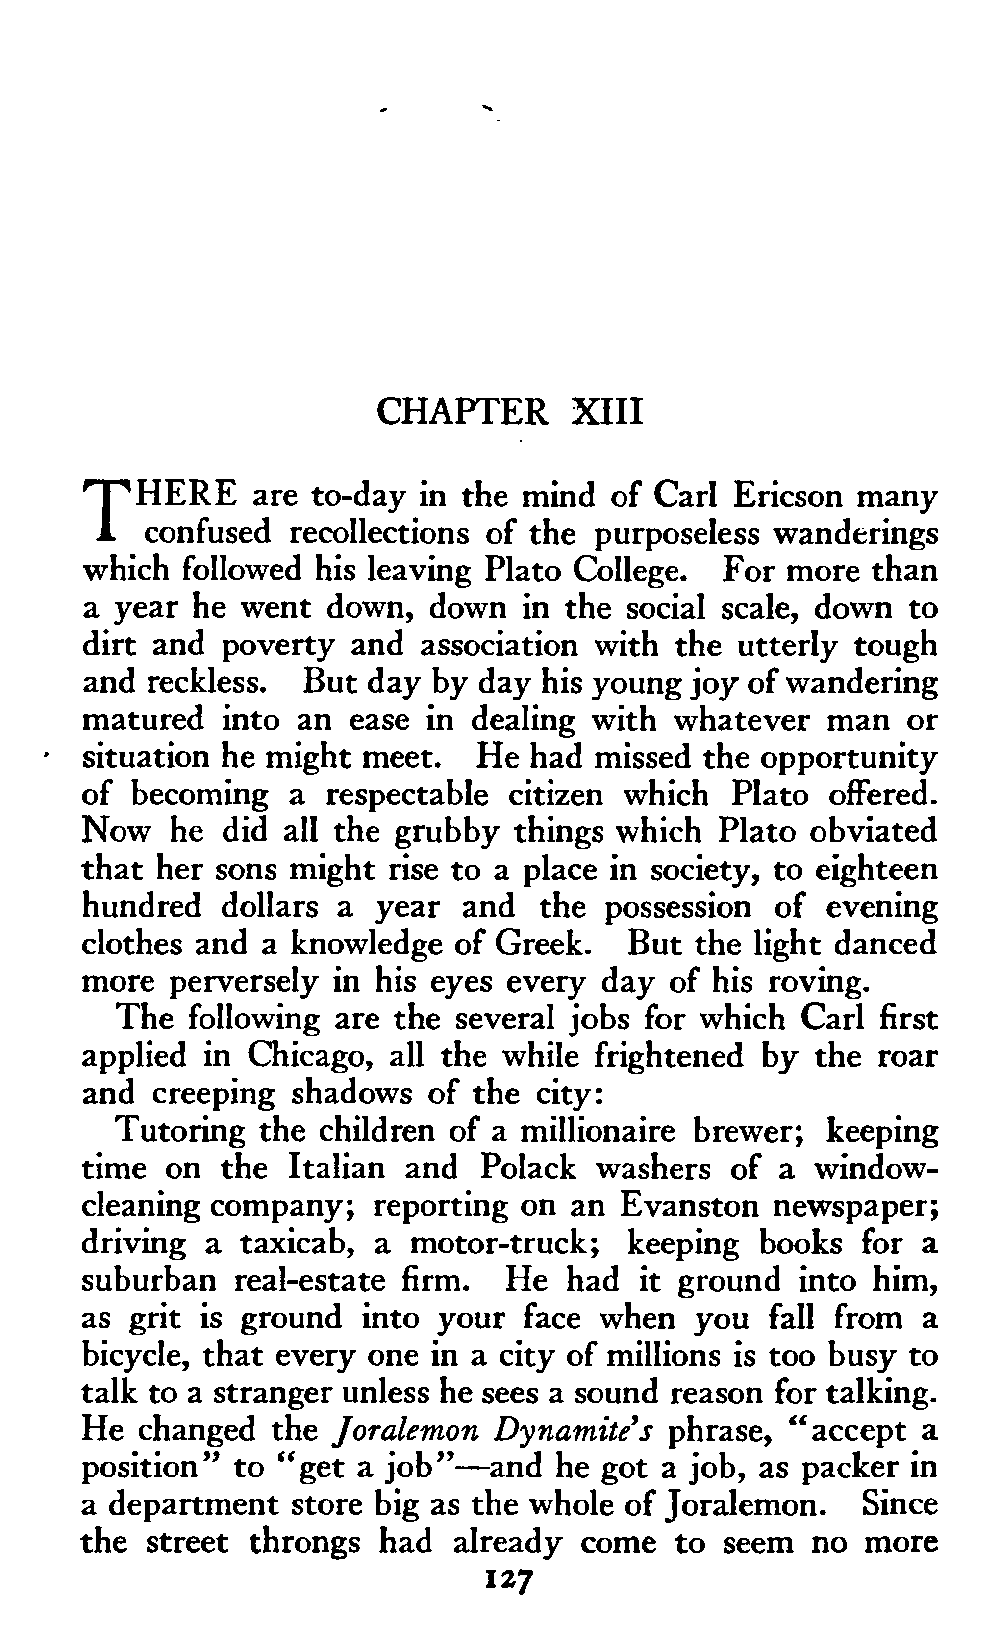 CHAPTER XIII
THERE are to-day in the mind of Carl Ericson many
confused recollections of the purposeless wanderings
which followed his leaving Plato College. For more than
a year he went down, down in the social scale, down to
dirt and poverty and association with the utterly tough
and reckless. But day by day his young joy of wandering
matured into an ease in dealing with whatever man or
situation he might meet. He had missed the opportunity
of becoming a respectable citizen which Plato offered.
Now he did all the grubby things which Plato obviated
that her sons might rise to a place in society, to eighteen
hundred dollars a year and the possession of evening
clothes and a knowledge of Greek. But the light danced
more perversely in his eyes every day of his roving.
The following are the several jobs for which Carl first
applied in Chicago, all the while frightened by the roar
and creeping shadows of the city:
Tutoring the children of a millionaire brewer; keeping
time on the Italian and Polack washers of a window-
cleaning company; reporting on an Evanston newspaper;
driving a taxicab, a motor-truck; keeping books for a
suburban real-estate firm. He had it ground into him,
as grit is ground into your face when you fall from a
bicycle, that every one in a city of millions is too busy to
talk to a stranger unless he sees a sound reason for talking.
He changed the Joralemon Dynamite's phrase, "accept a
position" to "get a job"—and he got a job, as packer in
a department store big as the whole of Joralemon. Since
the street throngs had already come to seem no more
127